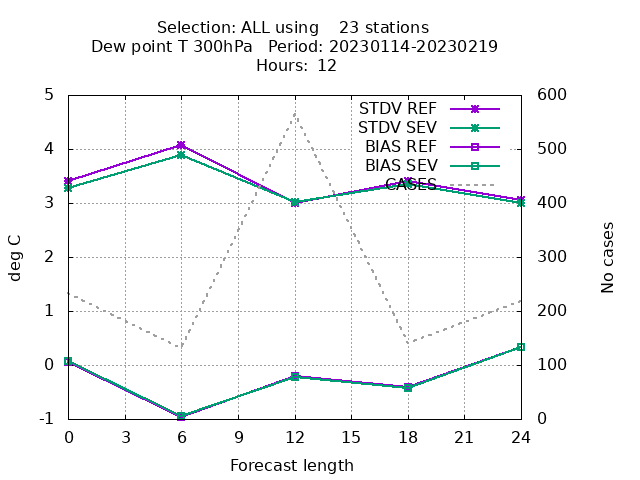 Selection: ALL using    23 stations
Dew point T 300hPa   Period: 20230114-20230219
Hours: 12
STDV REF
STDV SEV
BIAS REF
BIAS SEV
CASES
5
4
3
2
1
0
-1
600
500
400
300
200
100
0
deg C
No cases
0 3 6 9 12 15 18 21 24
Forecast length